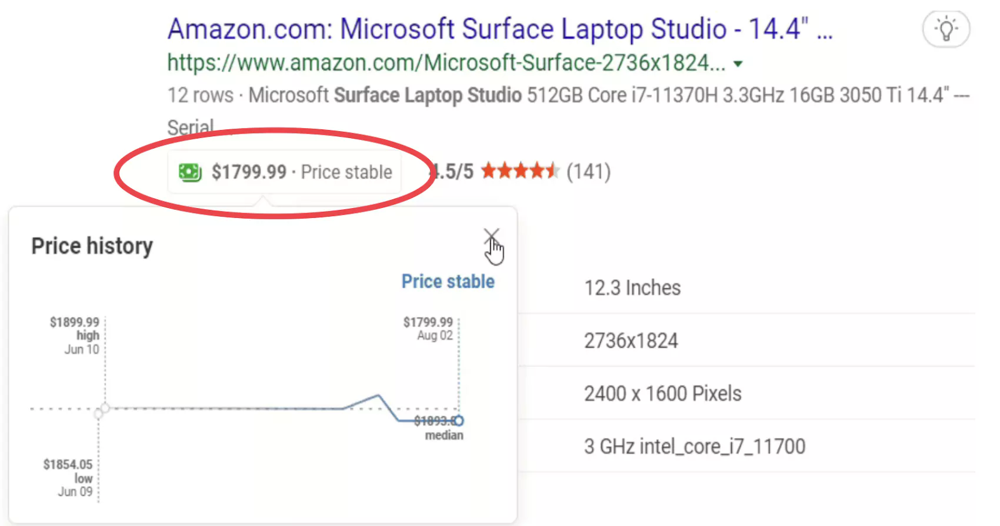 Amazon.com: Microsoft Surface Laptop Studio - 14.4" ...
https://www.amazon.com/Microsoft-Surface-2736x1824...
12 rows · Microsoft Surface Laptop Studio 512GB Core i7-11370H 3.3GHz 16GB 3050 Ti 14.4" ---
Serial
$1799.99 · Price stable
4.5/5 (141)
Price history
Price stable
$1899.99
high
Jun 10
$1799.99
Aug 02
median
$1854.05
low
Jun 09
12.3 Inches
2736x1824
2400 x 1600 Pixels
3 GHz intel_core_i7_11700